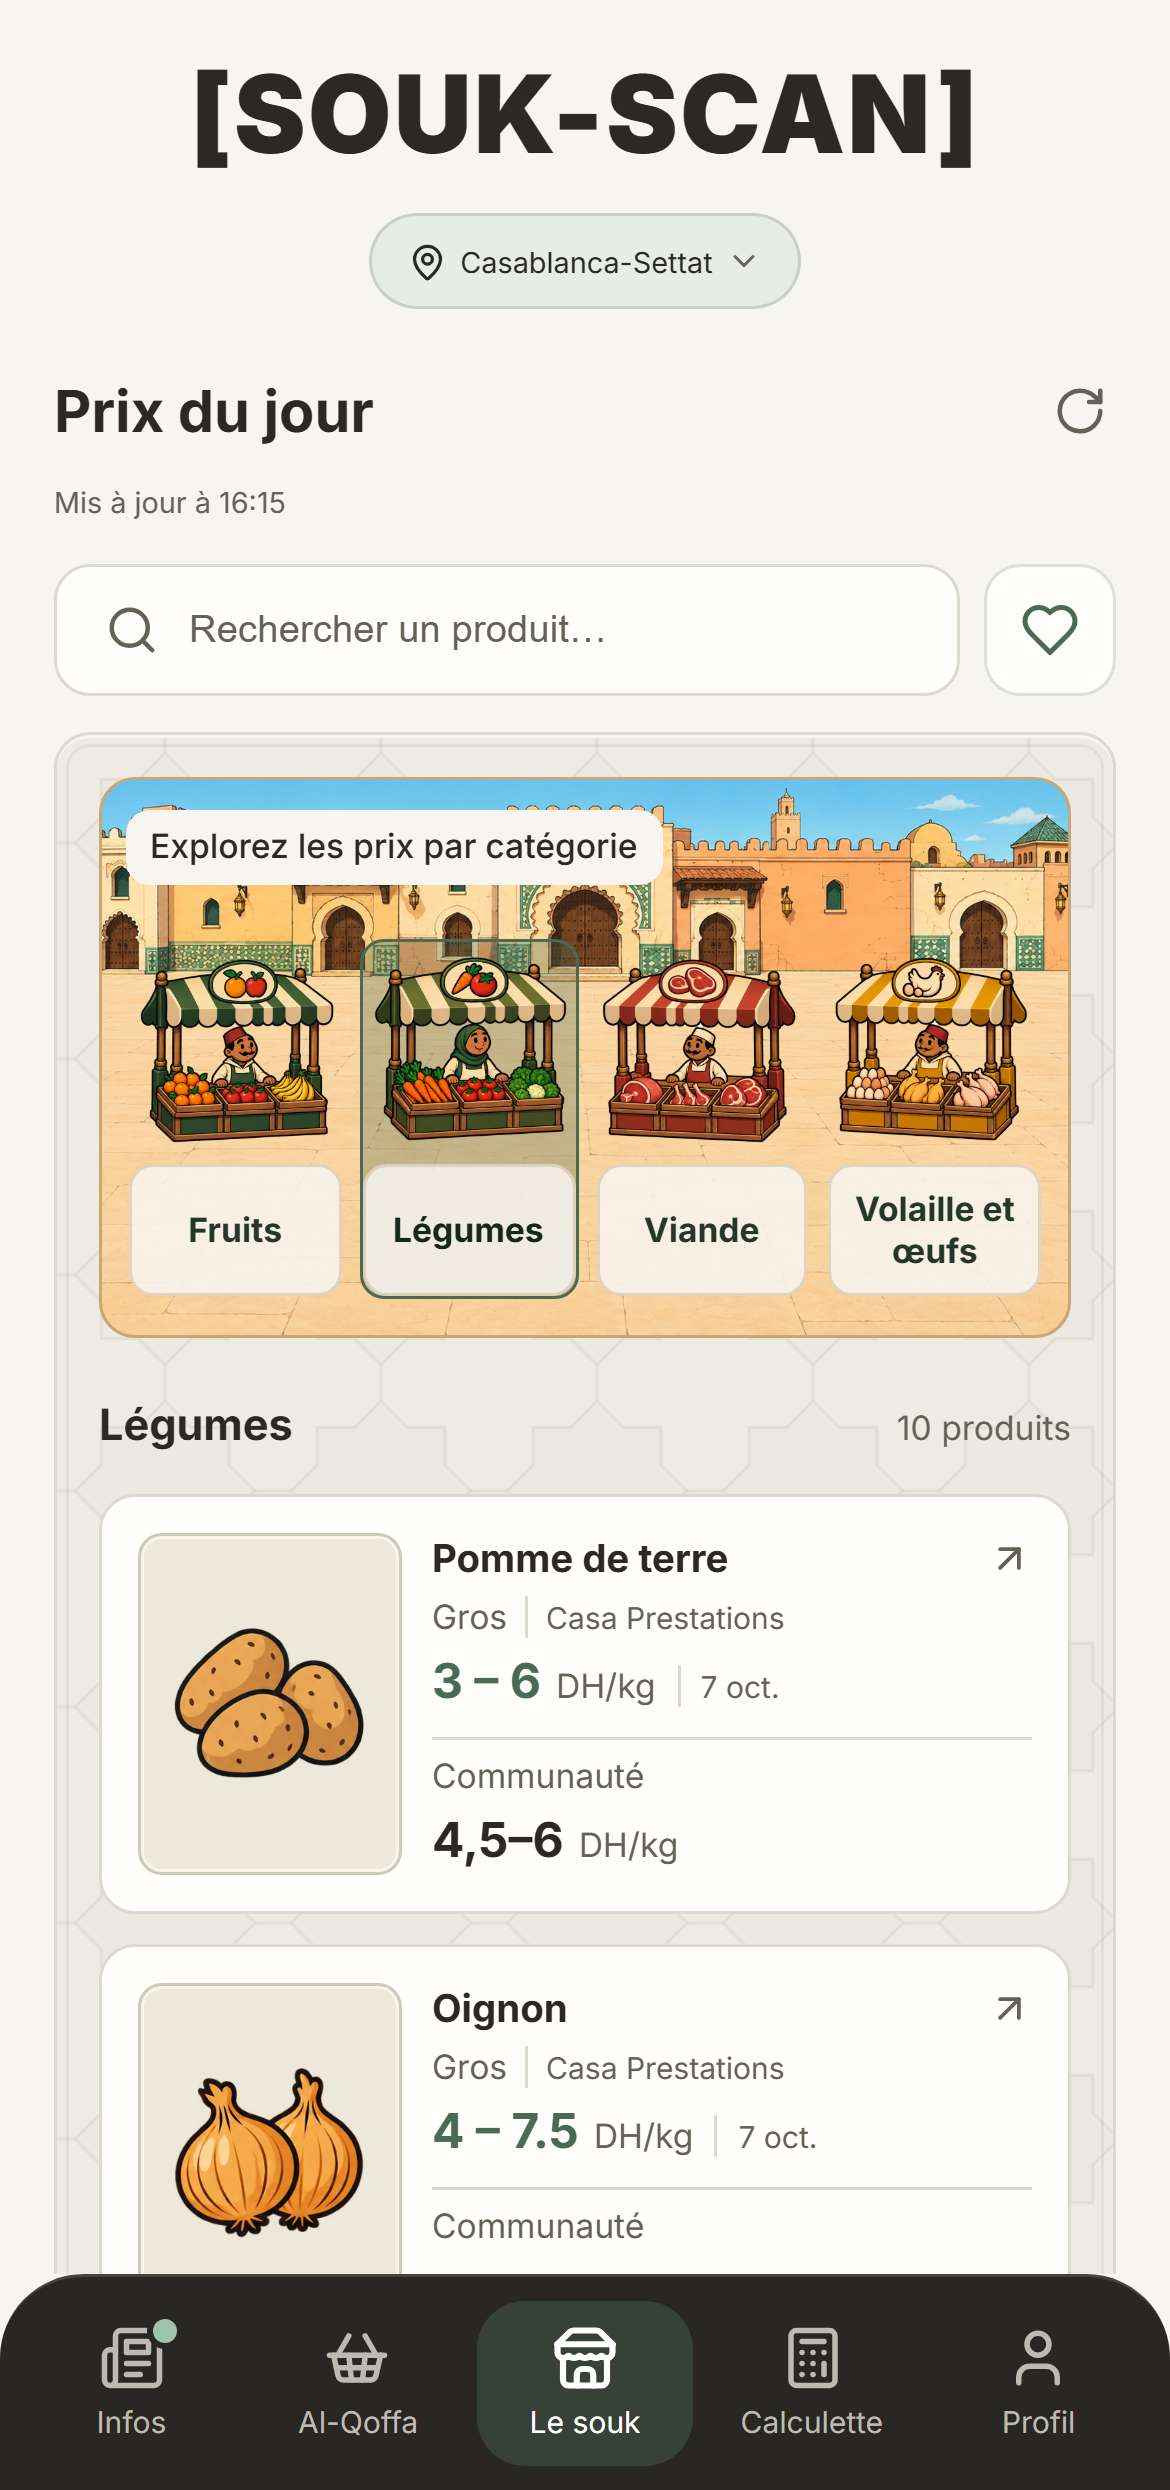 [SOUK-SCAN]
Casablanca-Settat
Prix du jour
Mis à jour à 16:15
Rechercher un produit…
Explorez les prix par catégorie
Fruits
Légumes
Viande
Volaille et
œufs
Légumes
10 produits
Pomme de terre
Gros | Casa Prestations
3 – 6 DH/kg | 7 oct.
Communauté
4,5–6 DH/kg
Oignon
Gros | Casa Prestations
4 – 7.5 DH/kg | 7 oct.
Communauté
Infos
Al-Qoffa
Le souk
Calculette
Profil